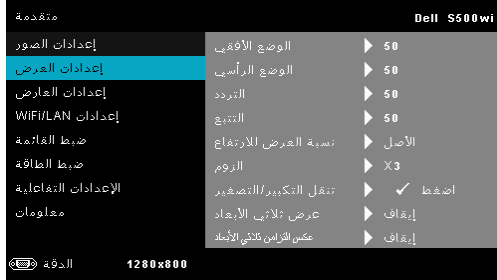 متقدمة
Dell S500wi
إعدادات الصور
إعدادات العرض
إعدادات العارض
إعدادات WiFi/LAN
ضبط القائمة
ضبط الطاقة
الإعدادات التفاعلية
معلومات
الوضع الأفقي 50
الوضع الرأسي 50
التردد 50
التتبع 50
نسبة العرض للارتفاع الأصل
الزوم X3
تنقل التكبير/التصغير اضغط ✓
عرض ثلاثي الأبعاد إيقاف
عكس التزامن ثلاثي الأبعاد إيقاف
الدقة 1280x800